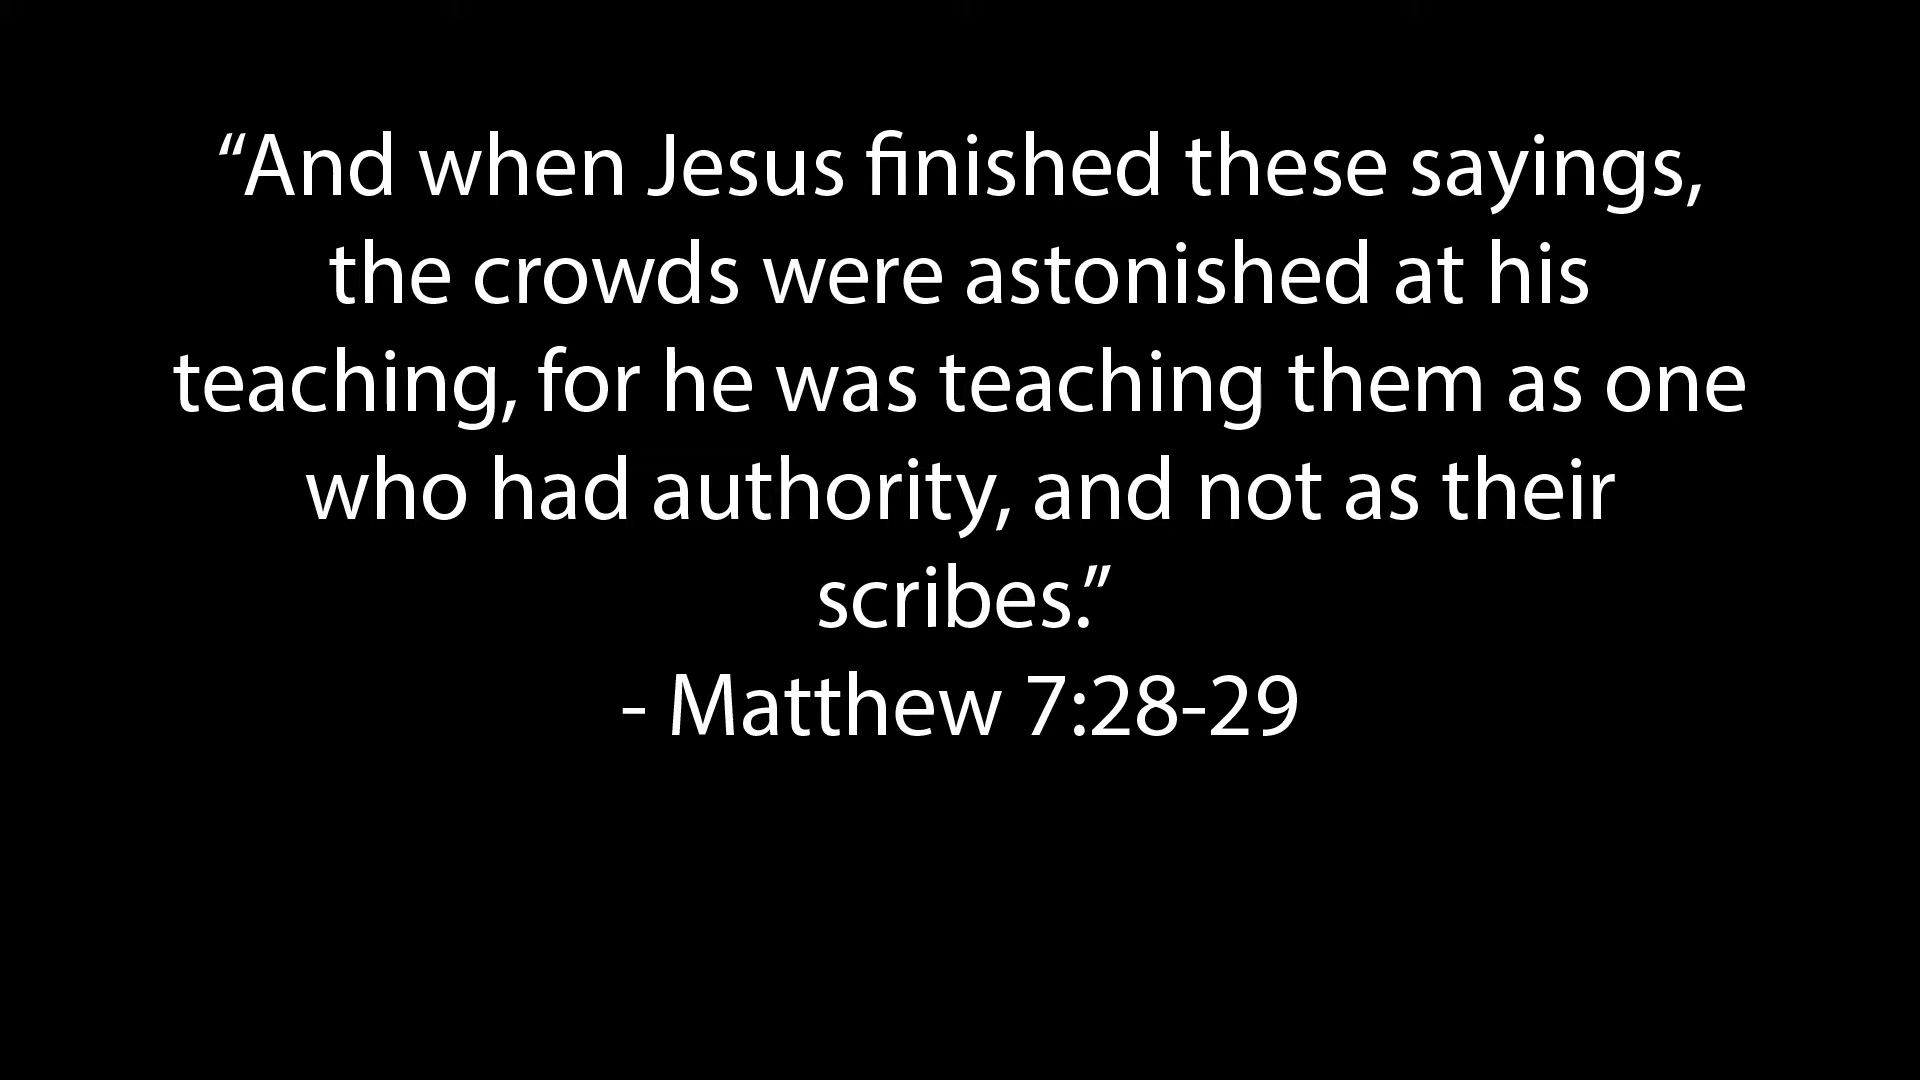 “And when Jesus finished these sayings,
the crowds were astonished at his
teaching, for he was teaching them as one
who had authority, and not as their
scribes.”
- Matthew 7:28-29